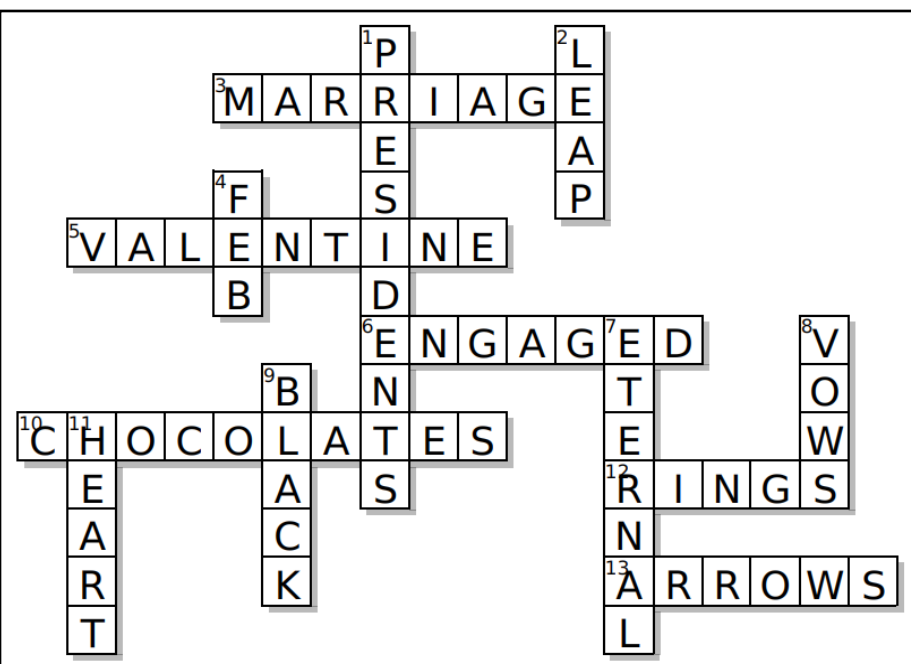 1 P 2 L
3 M A R R I A G E
E A
4 F S P
5 V A L E N T I N E
B D
6 E N G A G 7 E D 8 V
9 B N T O
10 C 11 H O C O L A T E S E W
E A S 12 R I N G S
A C N
R K 13 A R R O W S
T L